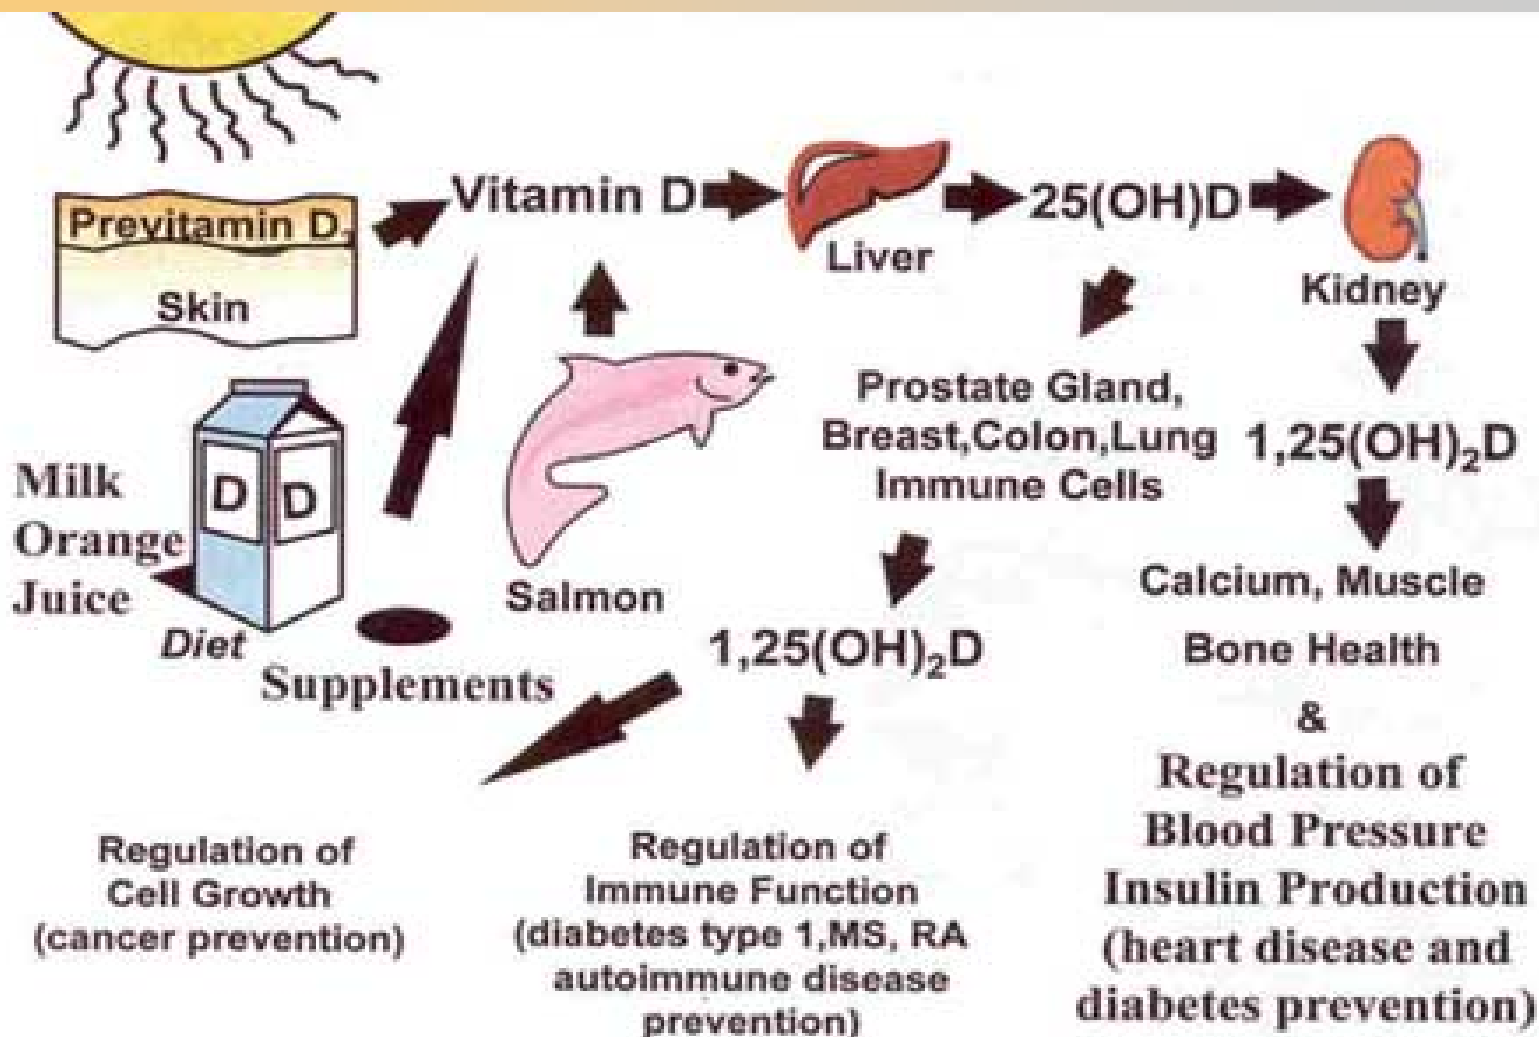 Previtamin D3
Skin
Vitamin D
Liver
25(OH)D
Kidney
Milk
Orange
Juice
D D
Diet
Supplements
Salmon
Prostate Gland,
Breast,Colon,Lung
Immune Cells
1,25(OH)₂D
1,25(OH)₂D
Calcium, Muscle
Bone Health
&
Regulation of
Blood Pressure
Insulin Production
(heart disease and
diabetes prevention)
Regulation of
Cell Growth
(cancer prevention)
Regulation of
Immune Function
(diabetes type 1,MS, RA
autoimmune disease
prevention)